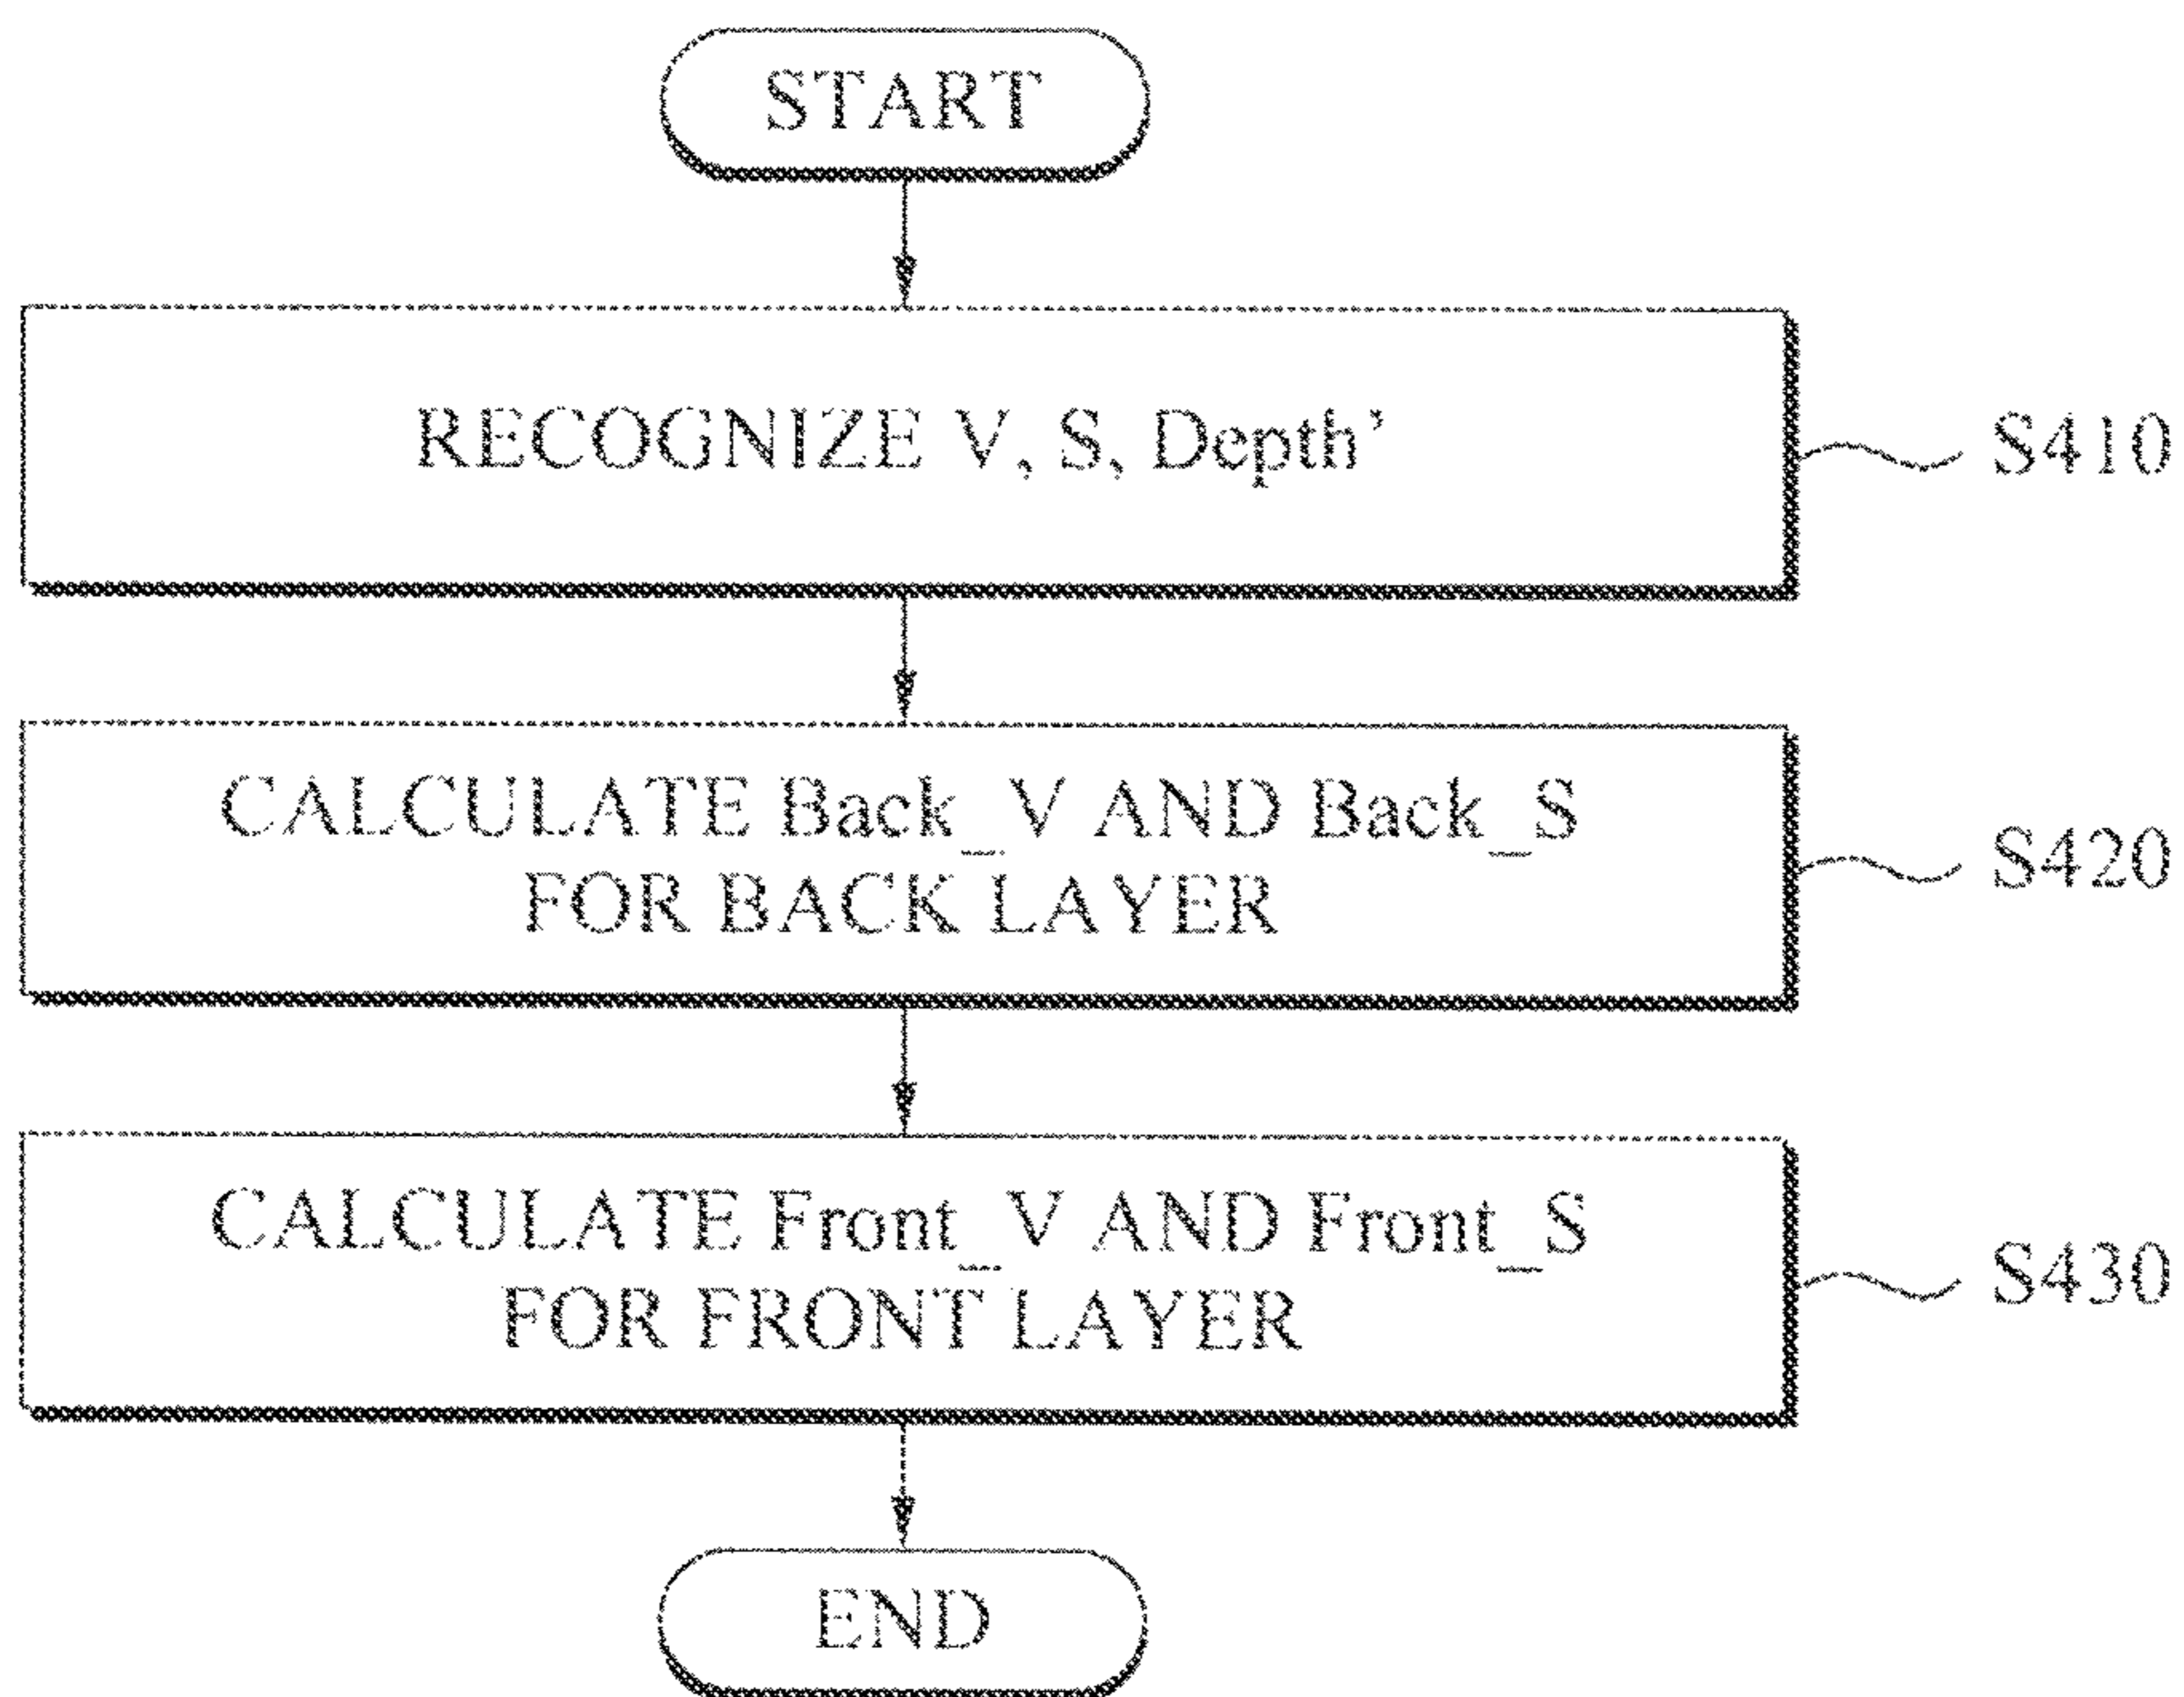 START
RECOGNIZE V, S, Depth’
S410
CALCULATE Back_V AND Back_S
FOR BACK LAYER
S420
CALCULATE Front_V AND Front_S
FOR FRONT LAYER
S430
END